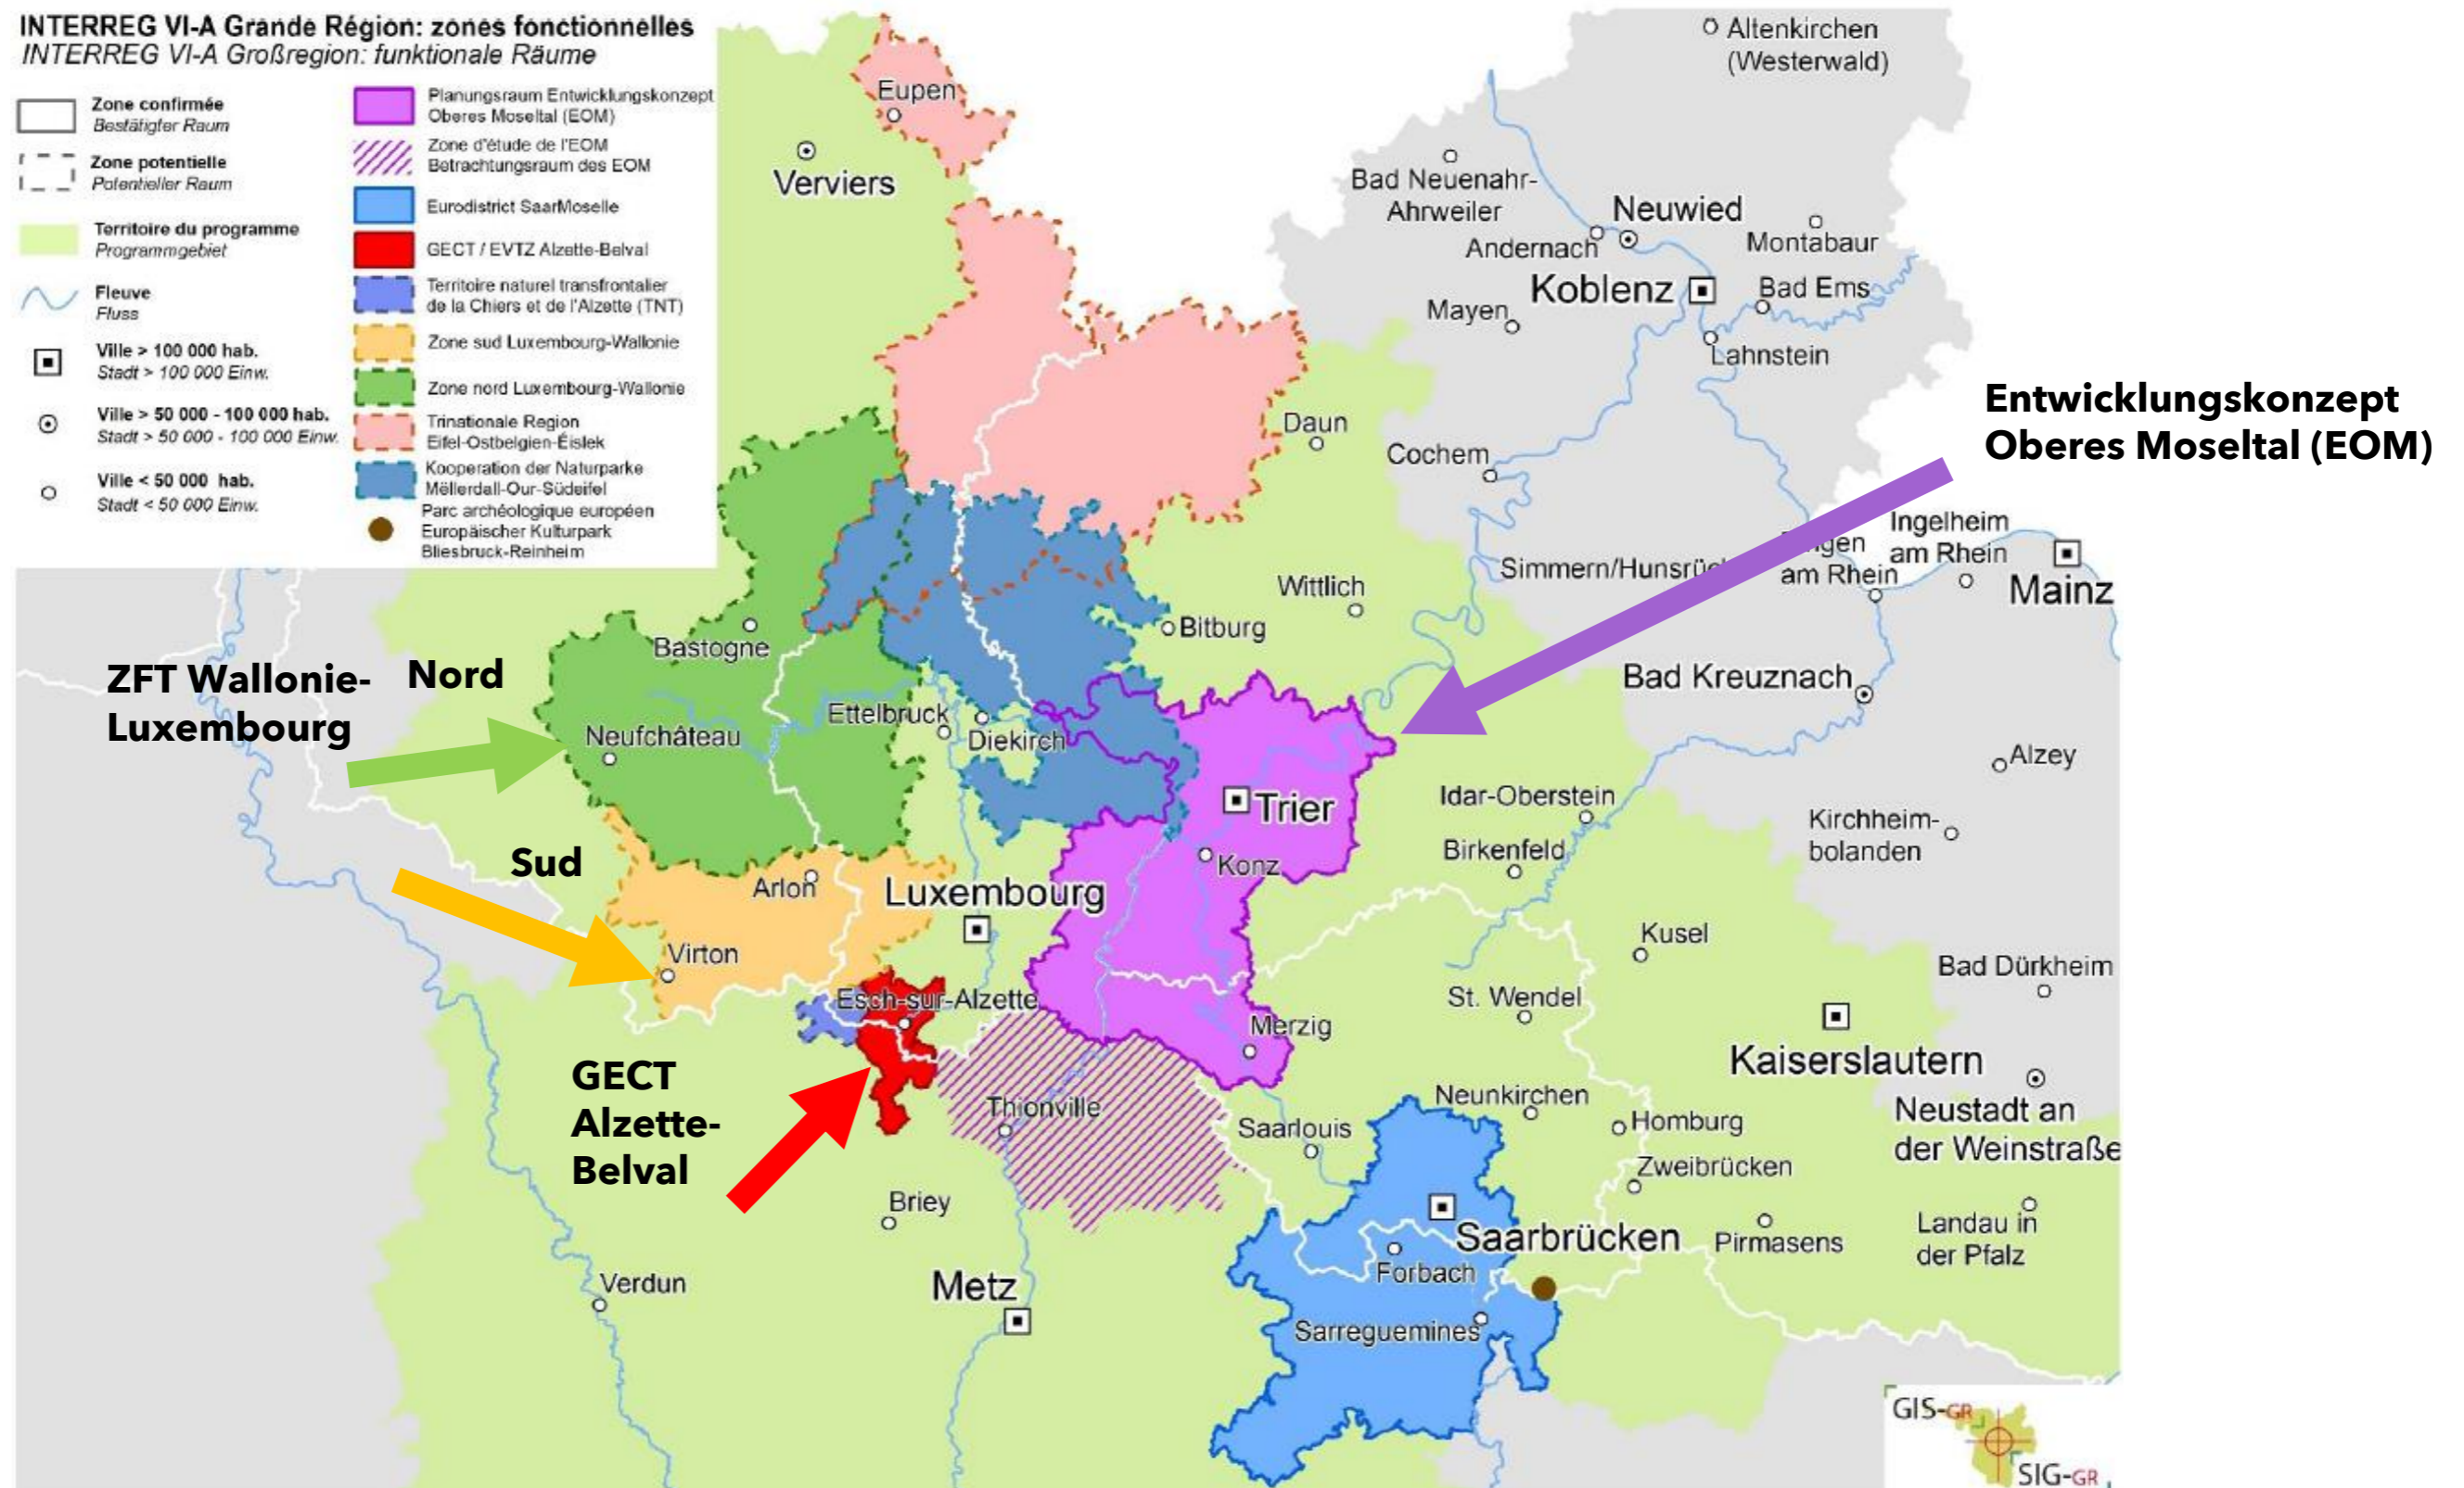 INTERREG VI-A Grande Région: zones fonctionnelles
INTERREG VI-A Großregion: funktionale Räume
Zone confirmée
Bestätigter Raum
Zone potentielle
Potentieller Raum
Territoire du programme
Programmgebiet
Fleuve
Fluss
Ville > 100 000 hab.
Stadt > 100 000 Einw.
Ville > 50 000 - 100 000 hab.
Stadt > 50 000 - 100 000 Einw.
Ville < 50 000 hab.
Stadt < 50 000 Einw.
Planungsraum Entwicklungskonzept
Oberes Moseltal (EOM)
Zone d'étude de l'EOM
Betrachtungsraum des EOM
Eurodistrict SaarMoselle
GECT / EVTZ Alzette-Belval
Territoire naturel transfrontalier
de la Chiers et de l'Alzette (TNT)
Zone sud Luxembourg-Wallonie
Zone nord Luxembourg-Wallonie
Trinationale Region
Eifel-Ostbelgien-Éislek
Kooperation der Naturparke
Mëllerdall-Our-Südeifel
Parc archéologique européen
Europäischer Kulturpark
Bliesbruck-Reinheim
Eupen
Verviers
Altenkirchen
(Westerwald)
Bad Neuenahr-
Ahrweiler
Neuwied
Andernach
Montabaur
Koblenz
Bad Ems
Mayen
Lahnstein
Daun
Cochem
Entwicklungskonzept
Oberes Moseltal (EOM)
Ingelheim
am Rhein
am Rhein
Mainz
Simmern/Hunsrü
Wittlich
Bitburg
Bastogne
ZFT Wallonie-
Luxembourg
Nord
Neufchâteau
Ettelbruck
Diekirch
Bad Kreuznach
Alzey
Trier
Idar-Oberstein
Kirchheim-
bolanden
Birkenfeld
Konz
Sud
Arlon
Luxembourg
Virton
Kusel
Bad Dürkheim
Esch-sur-Alzette
St. Wendel
Merzig
Kaiserslautern
GECT
Alzette-
Belval
Thionville
Neunkirchen
Neustadt an
der Weinstraße
Saarlouis
Homburg
Zweibrücken
Briey
Saarbrücken
Pirmasens
Landau in
der Pfalz
Forbach
Verdun
Metz
Sarreguemines
GIS-GR
SIG-GR